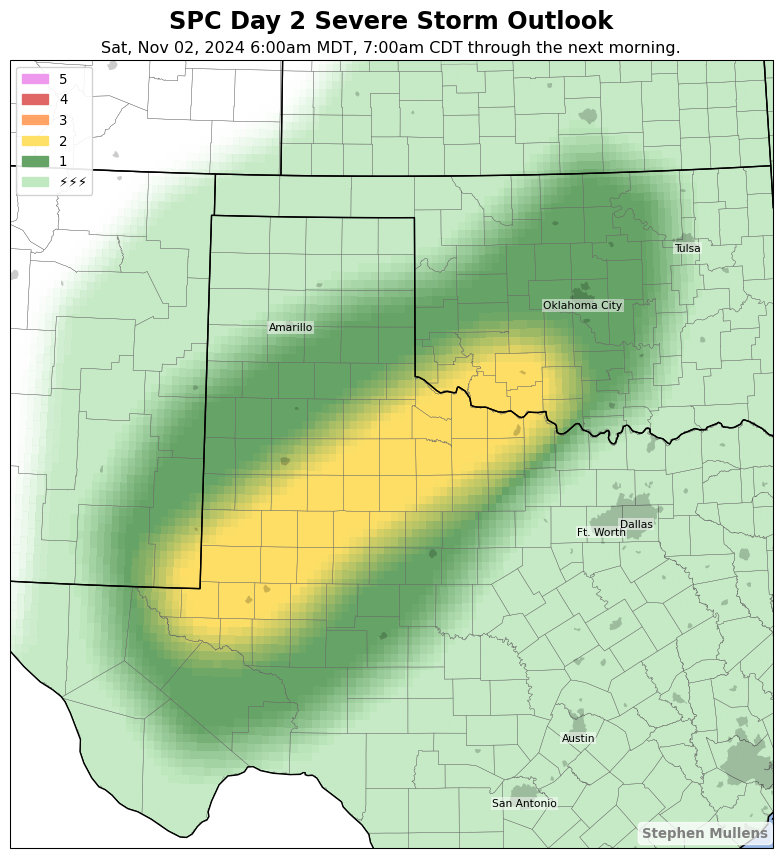 SPC Day 2 Severe Storm Outlook
Sat, Nov 02, 2024 6:00am MDT, 7:00am CDT through the next morning.
5
4
3
2
1
⚡⚡⚡
Tulsa
Oklahoma City
Amarillo
Dallas
Ft. Worth
Austin
San Antonio
Stephen Mullens